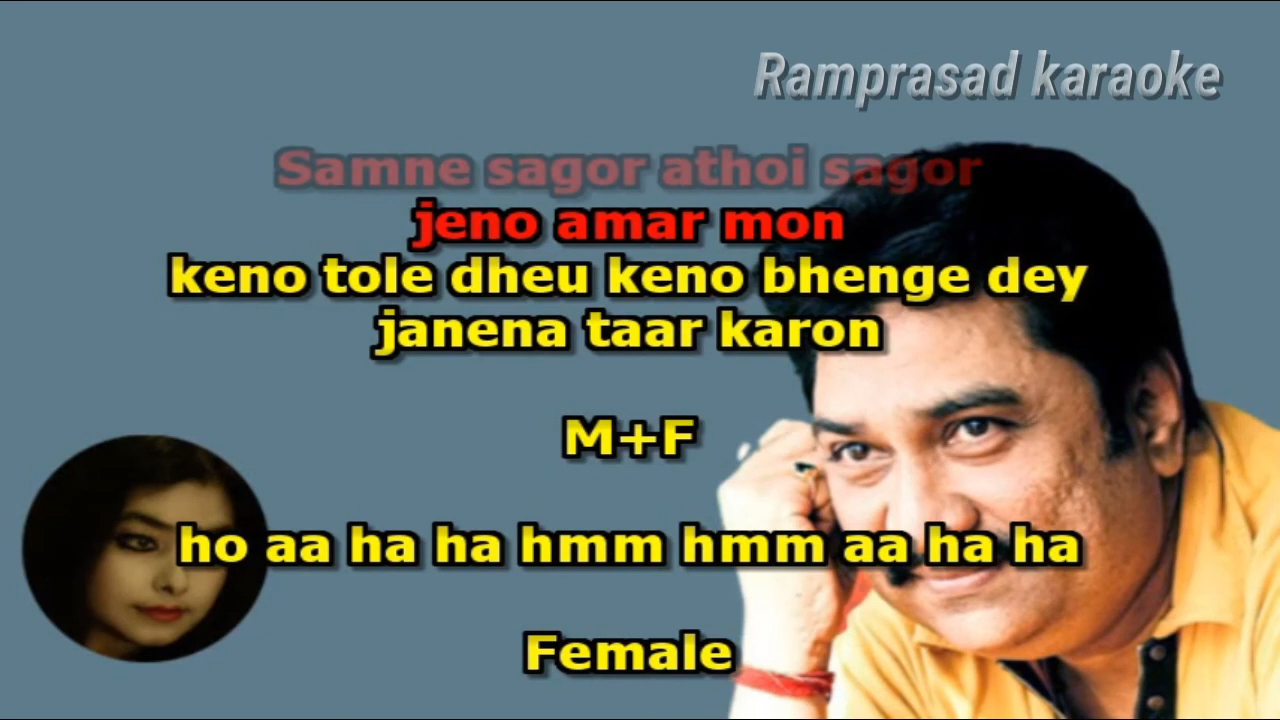 Ramprasad karaoke
Samne sagor athoi sagor
jeno amar mon
keno tole dheu keno bhenge dey
janena taar karon
M+F
ho aa ha ha hmm hmm aa ha ha
Female